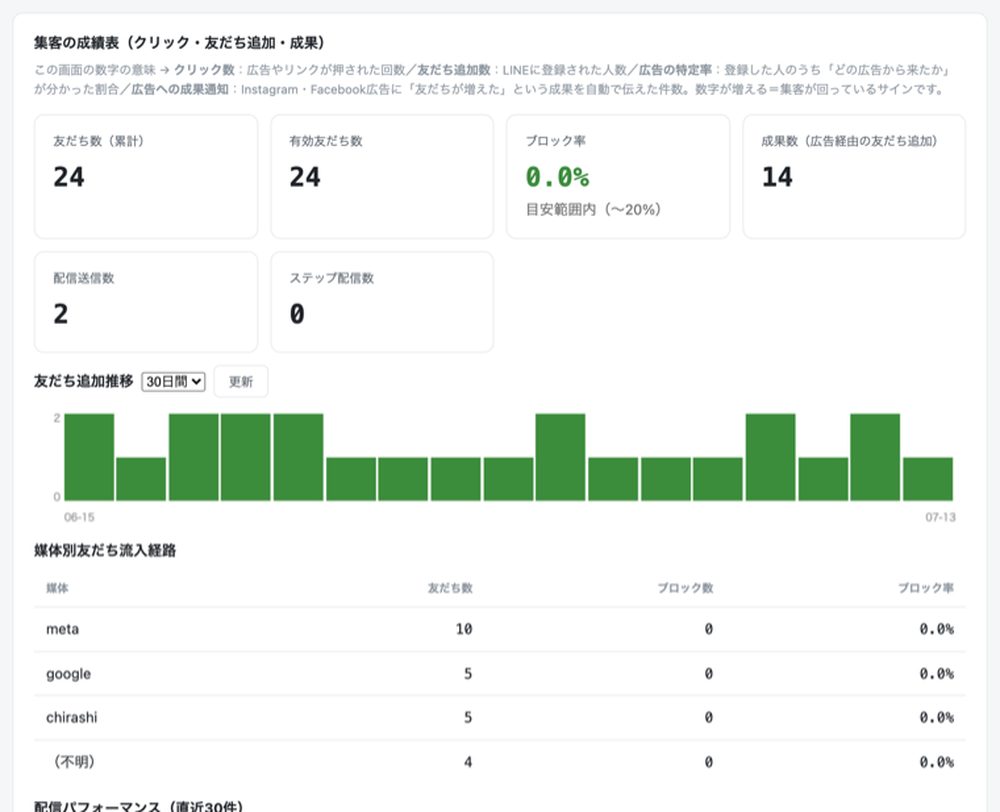 集客の成績表（クリック・友だち追加・成果）
この画面の数字の意味 → クリック数：広告やリンクが押された回数／友だち追加数：LINEに登録された人数／広告の特定率：登録した人のうち「どの広告から来たか」
が分かった割合／広告への成果通知：Instagram・Facebook広告に「友だちが増えた」という成果を自動で伝えた件数。数字が増える＝集客が回っているサインです。
友だち数（累計） 有効友だち数 ブロック率 成果数（広告経由の友だち追加）
24 24 0.0% 14
目安範囲内（〜20%）
配信送信数 ステップ配信数
2 0
友だち追加推移 30日間 更新
2
0
06-15 07-13
媒体別友だち流入経路
媒体 友だち数 ブロック数 ブロック率
meta 10 0 0.0%
google 5 0 0.0%
chirashi 5 0 0.0%
（不明） 4 0 0.0%
配信パフォーマンス（直近30件）